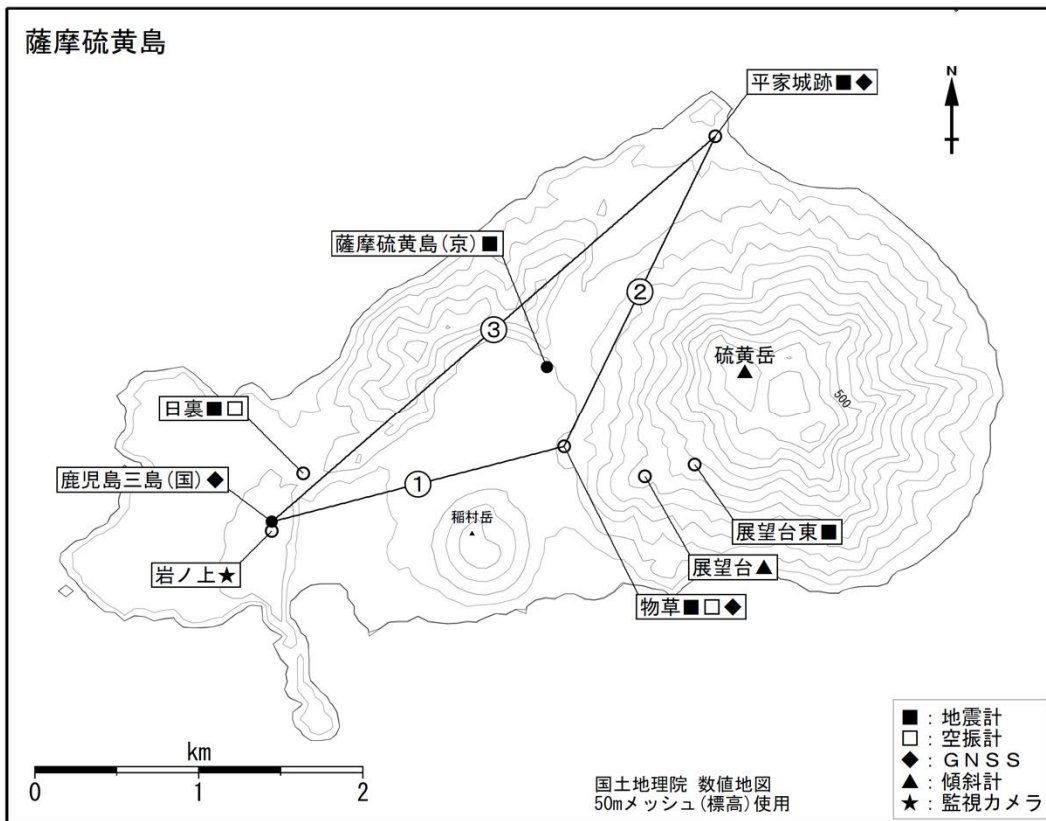 薩摩硫黄島
平家城跡■◆
N
薩摩硫黄島(京)■
②
③
硫黄岳
500
日裏■□
鹿児島三島(国)◆
①
稲村岳
展望台東■
岩ノ上★
展望台▲
物草■□◆
km
0 1 2
国土地理院 数値地図
50mメッシュ(標高)使用
■:地震計
□:空振計
◆:GNSS
▲:傾斜計
★:監視カメラ